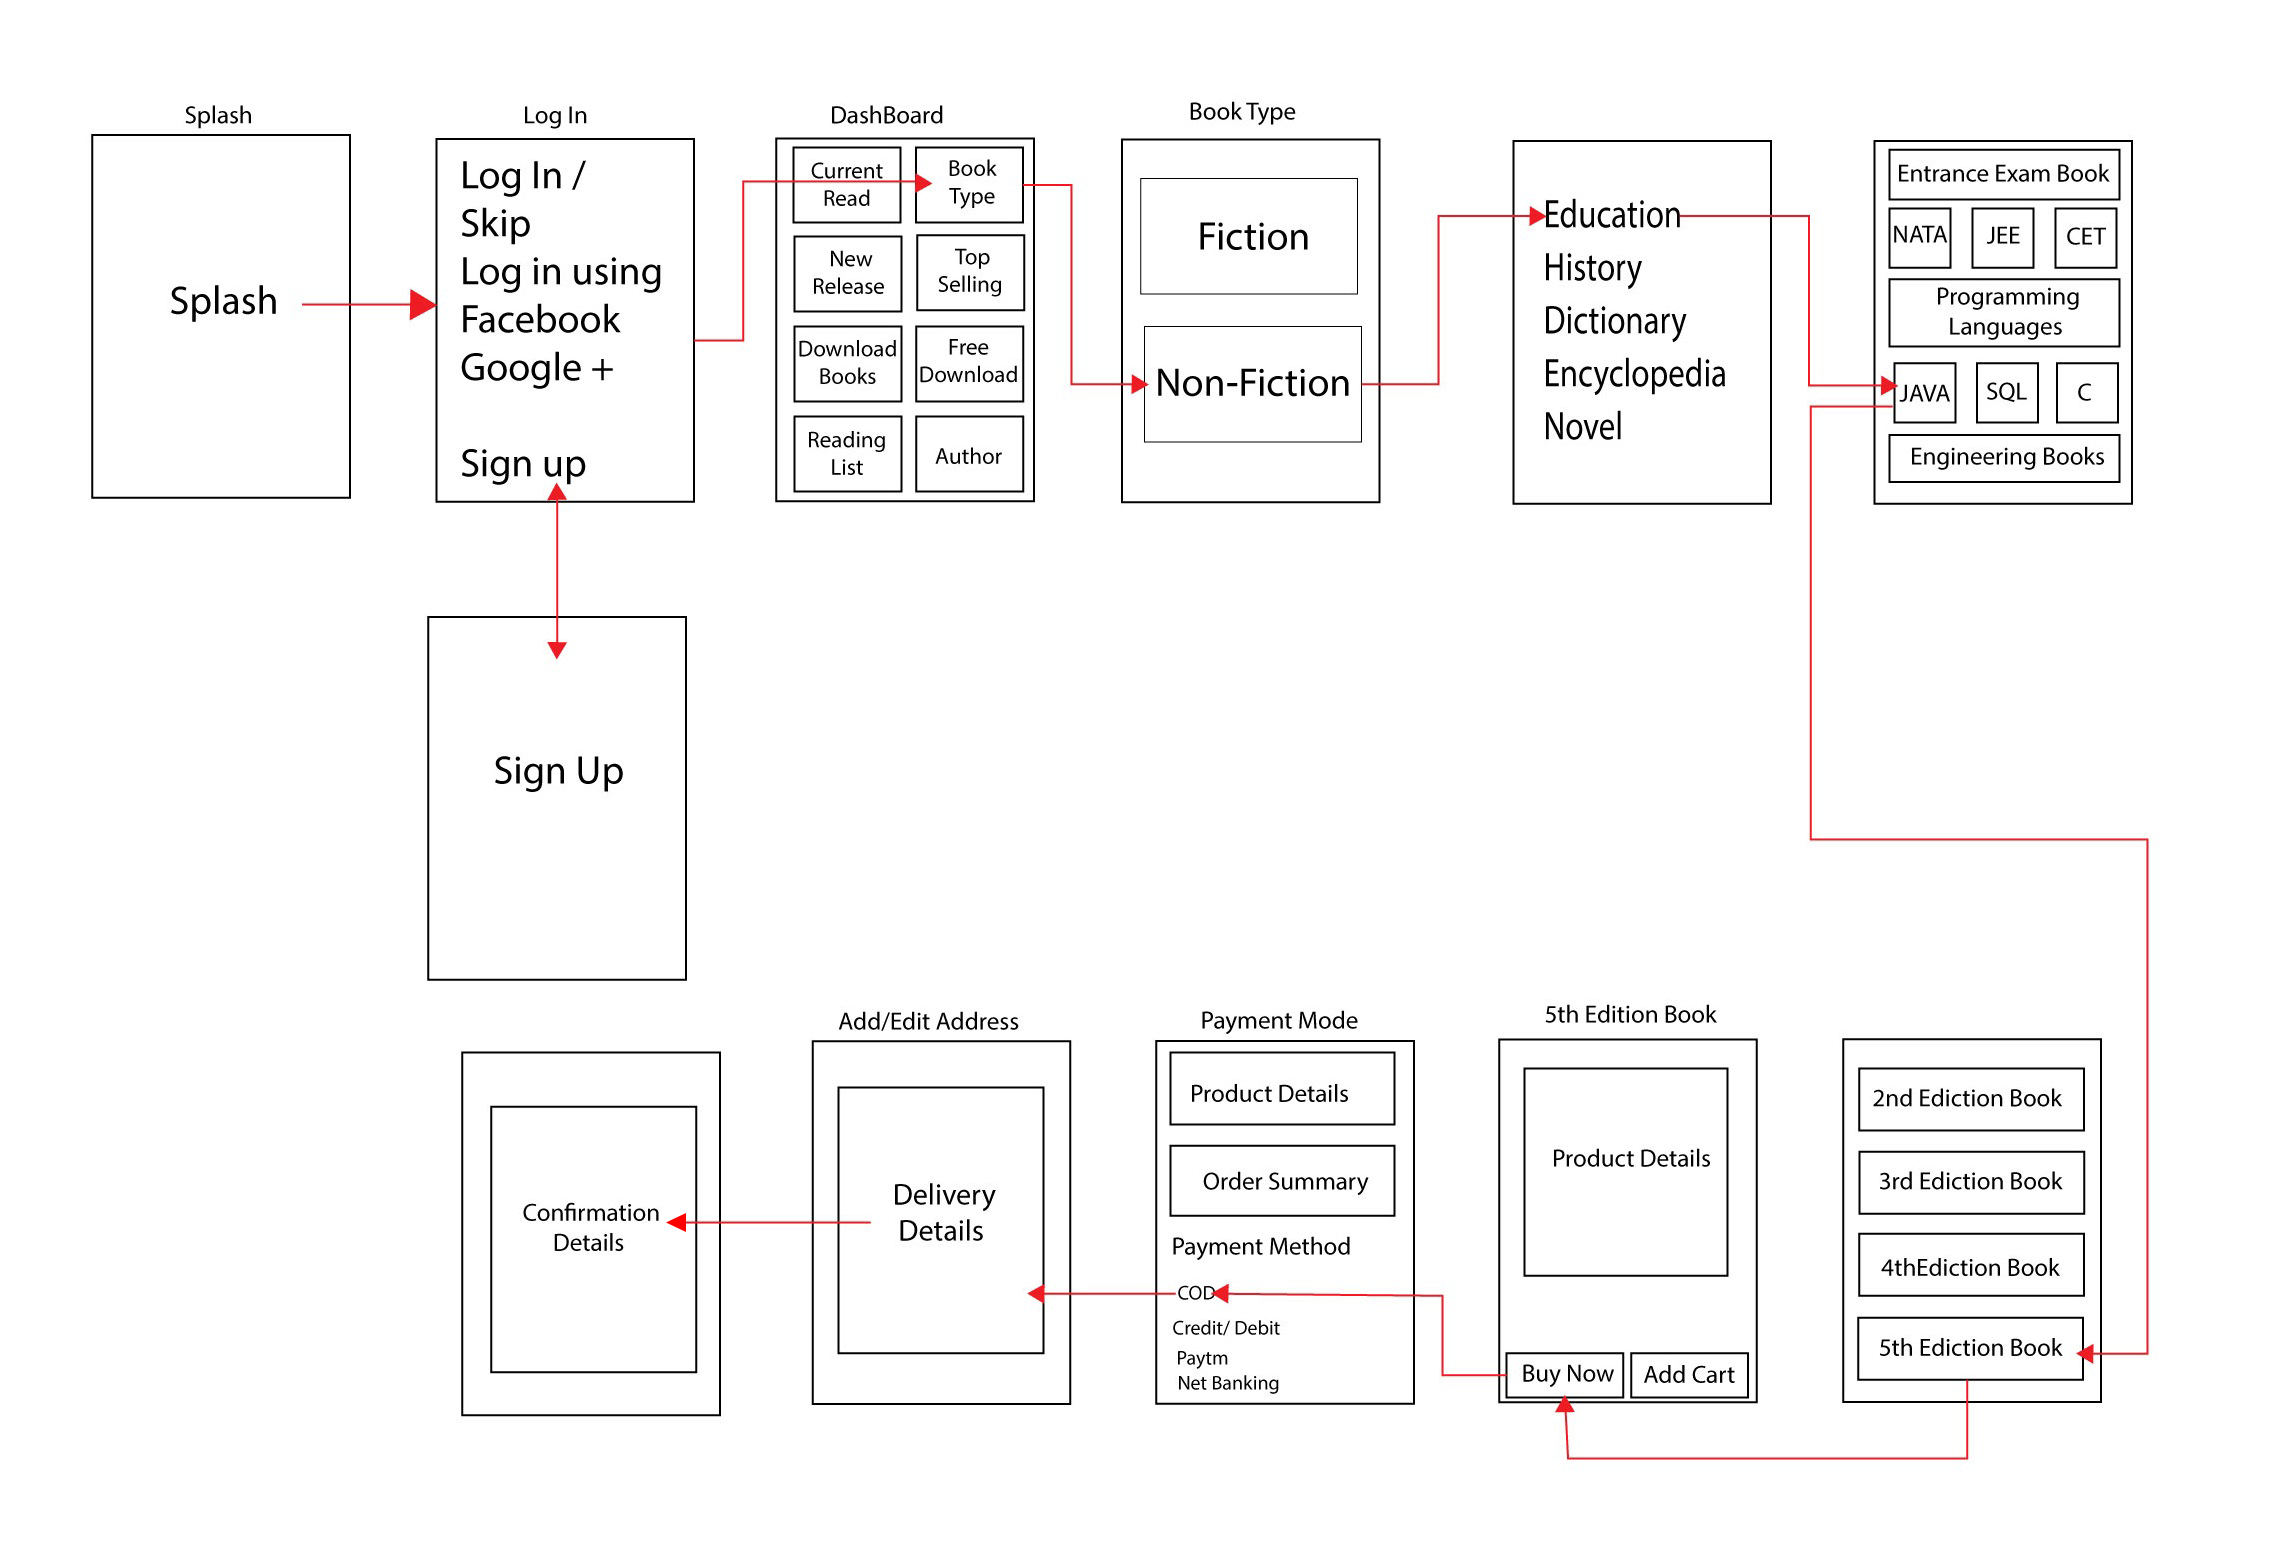 Splash
Splash
Log In
Log In /
Skip
Log in using
Facebook
Google +
Sign up
DashBoard
Current
Read
Book
Type
New
Release
Top
Selling
Download
Books
Free
Download
Reading
List
Author
Book Type
Fiction
Non-Fiction
Education
History
Dictionary
Encyclopedia
Novel
Entrance Exam Book
NATA
JEE
CET
Programming
Languages
JAVA
SQL
C
Engineering Books
Sign Up
Confirmation
Details
Add/Edit Address
Delivery
Details
Payment Mode
Product Details
Order Summary
Payment Method
COD
Credit/ Debit
Paytm
Net Banking
5th Edition Book
Product Details
Buy Now
Add Cart
2nd Ediction Book
3rd Ediction Book
4thEdiction Book
5th Ediction Book